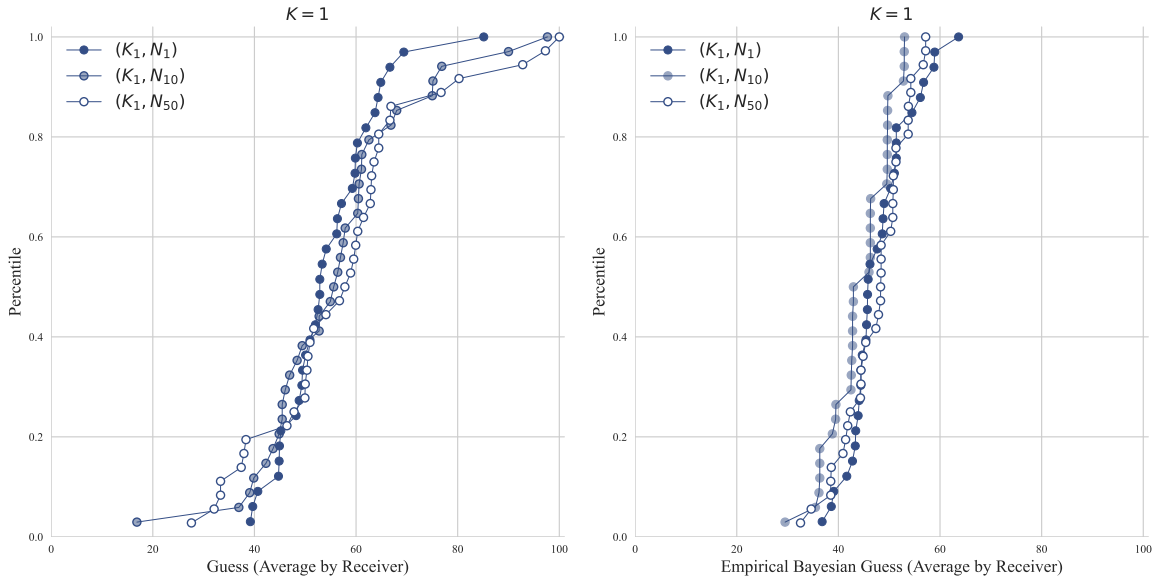 K = 1
(K₁, N₁)
(K₁, N₁₀)
(K₁, N₅₀)
1.0
0.8
0.6
0.4
0.2
0.0
Percentile
0 20 40 60 80 100
Guess (Average by Receiver)
K = 1
(K₁, N₁)
(K₁, N₁₀)
(K₁, N₅₀)
1.0
0.8
0.6
0.4
0.2
0.0
Percentile
0 20 40 60 80 100
Empirical Bayesian Guess (Average by Receiver)